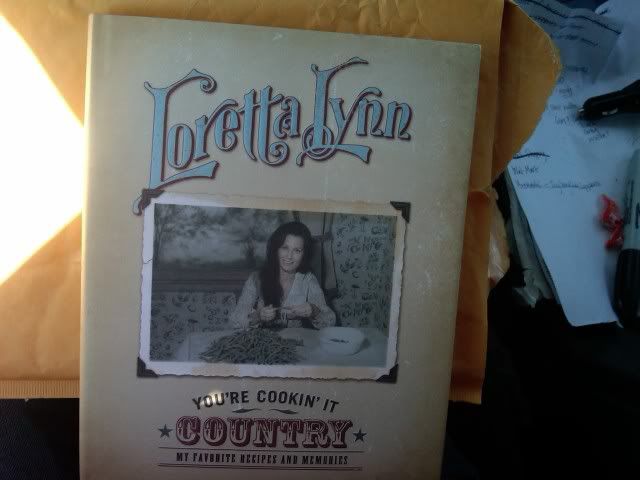 Loretta Lynn
YOU'RE COOKIN' IT
COUNTRY
MY FAVORITE RECIPES AND MEMORIES